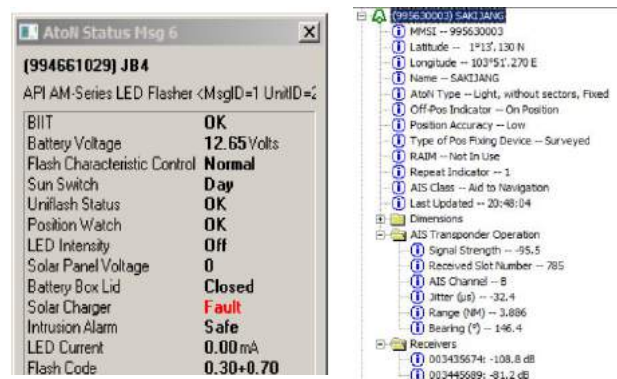 AtoN Status Msg 6
(994661029) JB4
API AM-Series LED Flasher <MsgID=1 UnitID=2
BIIT OK
Battery Voltage 12.65 Volts
Flash Characteristic Control Normal
Sun Switch Day
Uniflash Status OK
Position Watch OK
LED Intensity Off
Solar Panel Voltage 0
Battery Box Lid Closed
Solar Charger Fault
Intrusion Alarm Safe
LED Current 0.00 mA
Flash Code 0.30+0.70
(995630003) SAKIJANG
MMSI -- 995630003
Latitude -- 1°13'.130 N
Longitude -- 103°51'.270 E
Name -- SAKIJANG
AtoN Type -- Light, without sectors, Fixed
Off-Pos Indicator -- On Position
Position Accuracy -- Low
Type of Pos Fixing Device -- Surveyed
RAIM -- Not In Use
Repeat Indicator -- 1
AIS Class -- Aid to Navigation
Last Updated -- 20:48:04
Dimensions
AIS Transponder Operation
Signal Strength -- -95.5
Received Slot Number -- 785
AIS Channel -- B
Jitter (µs) -- -32.4
Range (NM) -- 3.886
Bearing (°) -- 146.4
Receivers
003435674: -108.8 dB
003445689: -81.2 dB